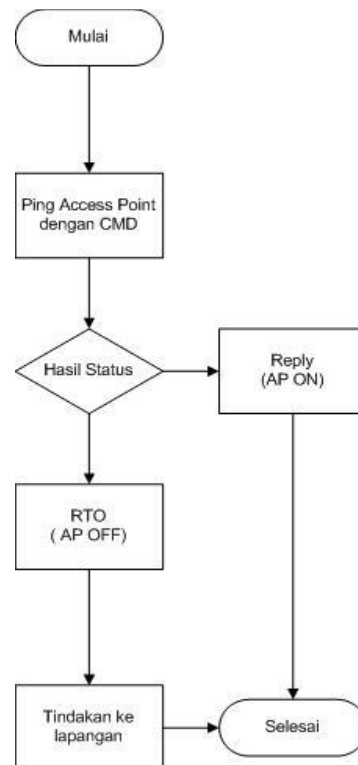 Mulai
Ping Access Point
dengan CMD
Hasil Status
Reply
(AP ON)
RTO
( AP OFF)
Tindakan ke
lapangan
Selesai